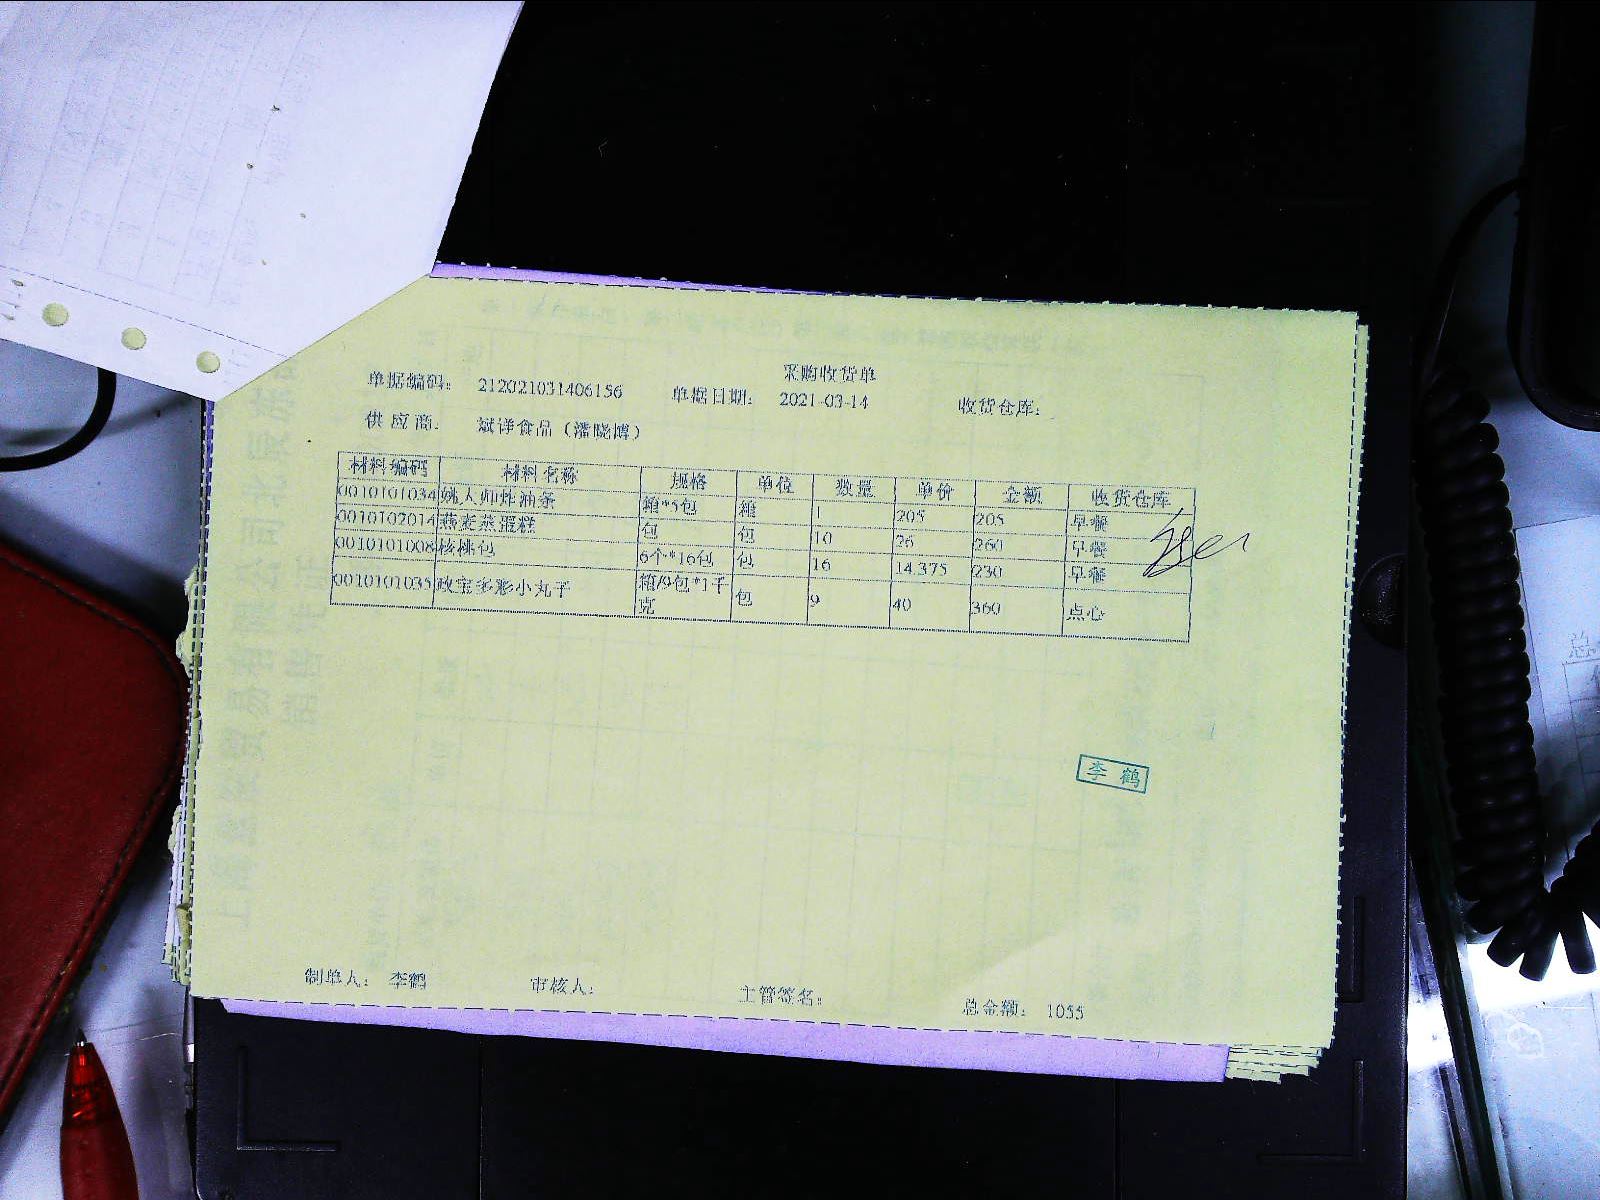 采购收货单
单据编码： 212021031406156 单据日期： 2021-03-14 收货仓库：
供应商： 斌译食品（潘晓博）
材料编码 材料名称 规格 单位 数量 单价 金额 收货仓库
0010101034 姚大师炸油条 箱*5包 箱 1 205 205 早餐
0010102014 燕麦蒸蛋糕 包 包 10 26 260 早餐
0010101008 核桃包 6个*16包 包 16 14.375 230 早餐
0010101035 政宝多彩小丸子 箱/9包*1千克 包 9 40 360 点心
李鹤
制单人： 李鹤 审核人： 主管签名： 总金额： 1055